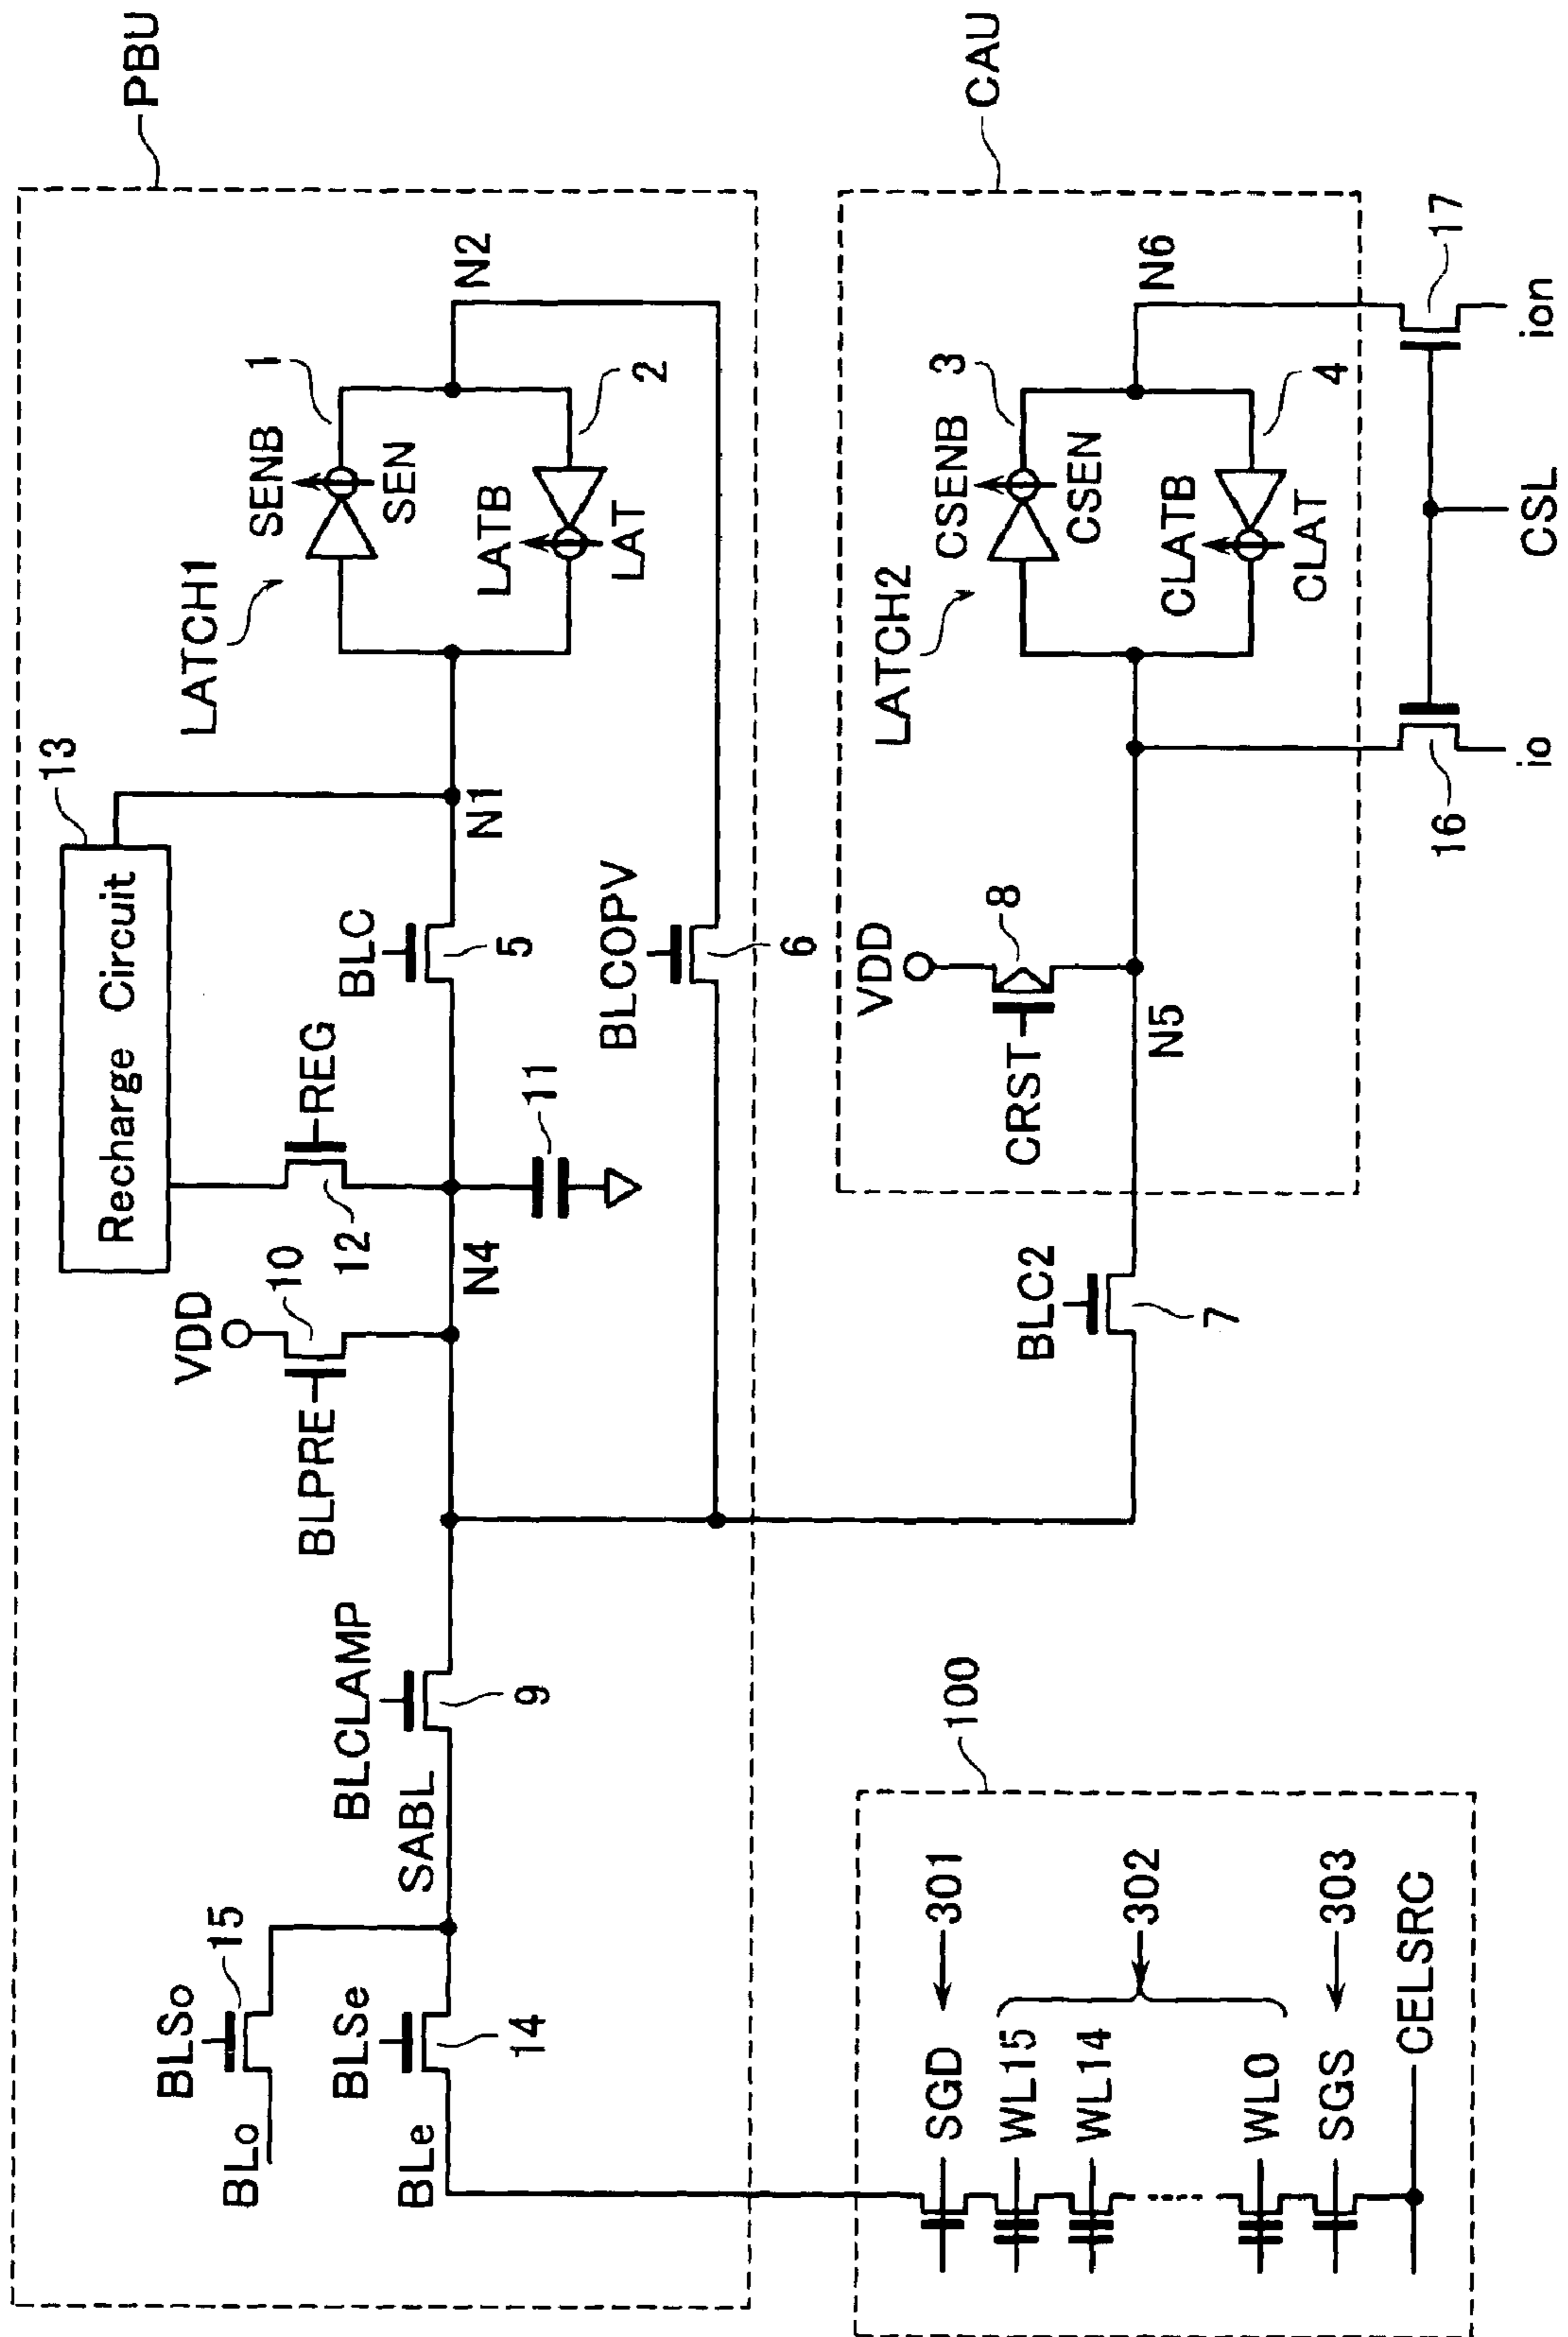 PBU
13
Recharge Circuit
LATCH1
SENB
1
SEN
N2
VDD
10
12
REG
BLC
N1
LATB
2
LAT
BLPRE
N4
11
5
BLCOPV
6
BLSo
15
BLo
BLSe
BLe
14
BLCLAMP
SABL
9
CAU
LATCH2
CSENB
3
CSEN
N6
VDD
8
CRST
N5
CLATB
4
CLAT
BLC2
7
16
17
io
CSL
ion
100
SGD
301
WL15
WL14
302
WL0
SGS
303
CELSRC